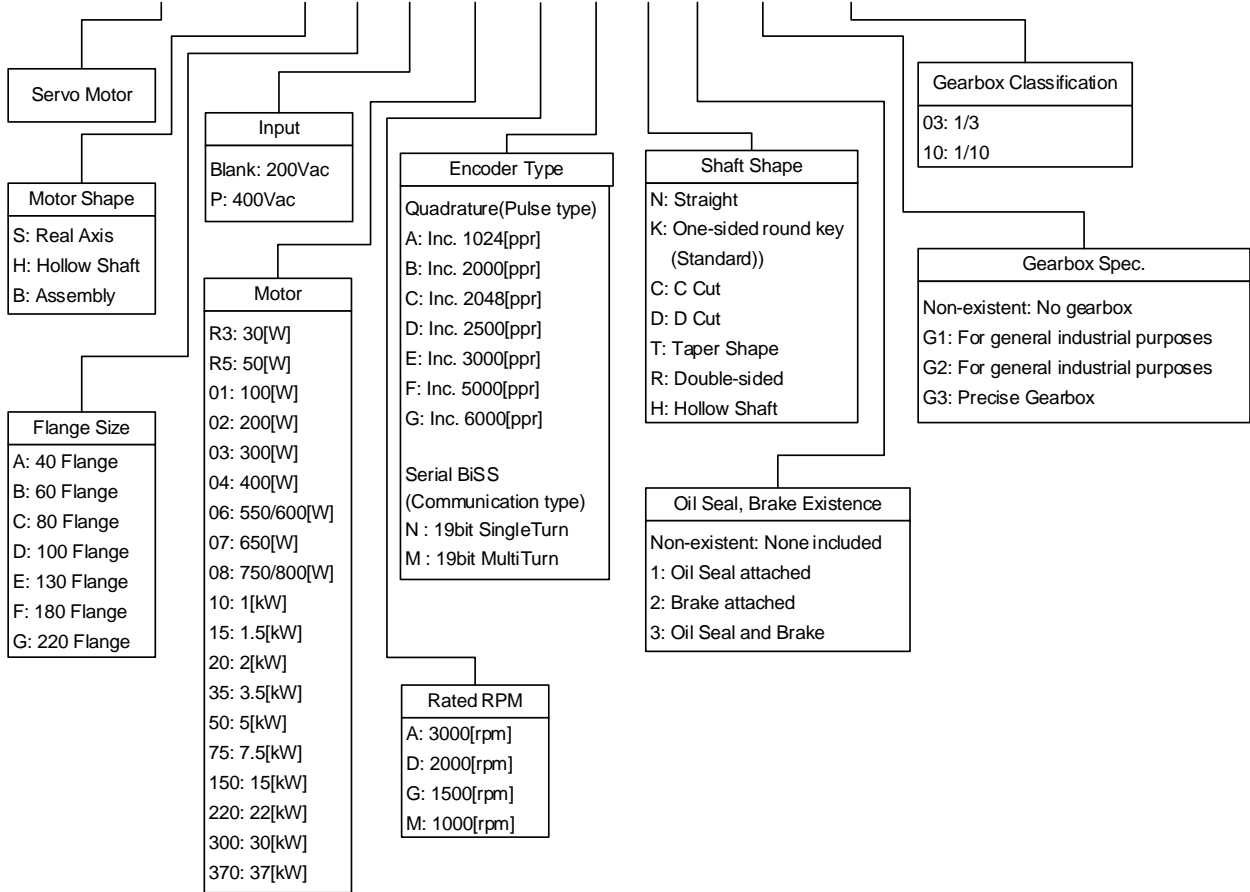 Servo Motor
Motor Shape
S: Real Axis
H: Hollow Shaft
B: Assembly
Flange Size
A: 40 Flange
B: 60 Flange
C: 80 Flange
D: 100 Flange
E: 130 Flange
F: 180 Flange
G: 220 Flange
Input
Blank: 200Vac
P: 400Vac
Motor
R3: 30[W]
R5: 50[W]
01: 100[W]
02: 200[W]
03: 300[W]
04: 400[W]
06: 550/600[W]
07: 650[W]
08: 750/800[W]
10: 1[kW]
15: 1.5[kW]
20: 2[kW]
35: 3.5[kW]
50: 5[kW]
75: 7.5[kW]
150: 15[kW]
220: 22[kW]
300: 30[kW]
370: 37[kW]
Encoder Type
Quadrature(Pulse type)
A: Inc. 1024[ppr]
B: Inc. 2000[ppr]
C: Inc. 2048[ppr]
D: Inc. 2500[ppr]
E: Inc. 3000[ppr]
F: Inc. 5000[ppr]
G: Inc. 6000[ppr]
Serial BiSS
(Communication type)
N : 19bit SingleTurn
M : 19bit MultiTurn
Rated RPM
A: 3000[rpm]
D: 2000[rpm]
G: 1500[rpm]
M: 1000[rpm]
Shaft Shape
N: Straight
K: One-sided round key
(Standard))
C: C Cut
D: D Cut
T: Taper Shape
R: Double-sided
H: Hollow Shaft
Oil Seal, Brake Existence
Non-existent: None included
1: Oil Seal attached
2: Brake attached
3: Oil Seal and Brake
Gearbox Classification
03: 1/3
10: 1/10
Gearbox Spec.
Non-existent: No gearbox
G1: For general industrial purposes
G2: For general industrial purposes
G3: Precise Gearbox